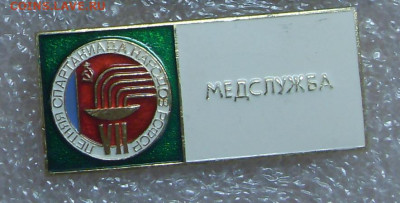 COINS.LAVE.RU
ЛЕТНЯЯ СПАРТАКИАДА НАРОДОВ РСФСР
VII
МЕДСЛУЖБА